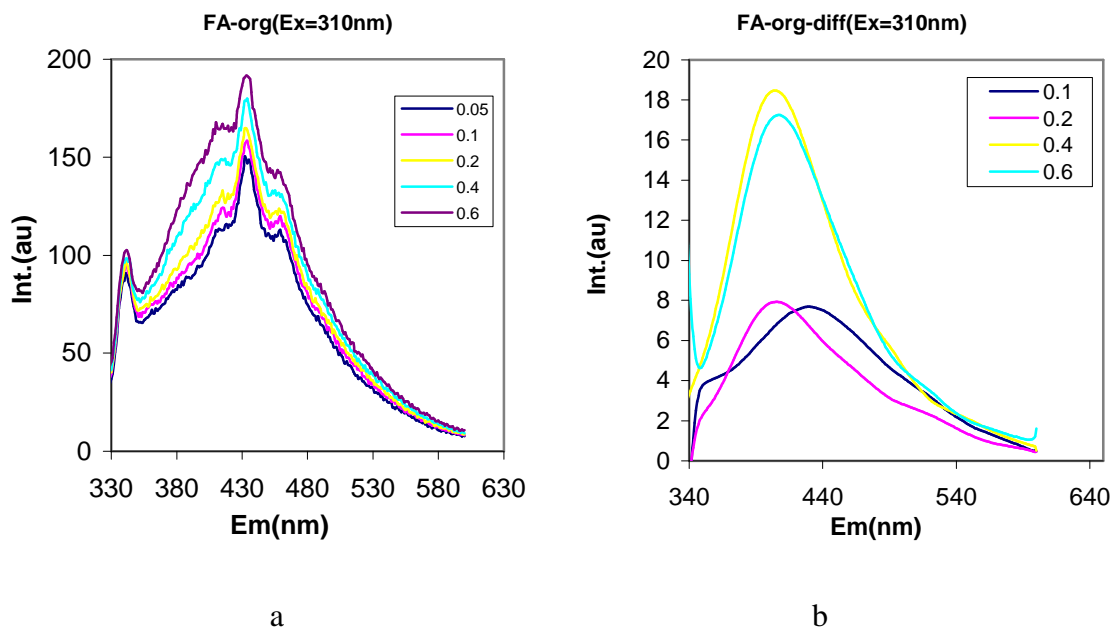 FA-org(Ex=310nm)
200
150
100
50
0
330 380 430 480 530 580 630
Int.(au)
Em(nm)
0.05
0.1
0.2
0.4
0.6
a
FA-org-diff(Ex=310nm)
20
18
16
14
12
10
8
6
4
2
0
340 440 540 640
Int.(au)
Em(nm)
0.1
0.2
0.4
0.6
b